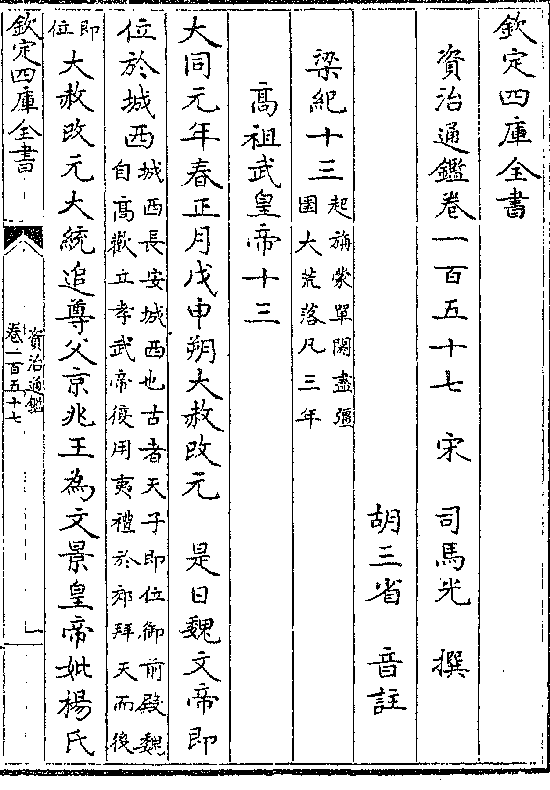 欽定四庫全書
資治通鑑卷一百五十七　宋　司馬光　撰
胡三省　音註
梁紀十三起旃蒙單閼盡彊
圉大荒落凡三年
高祖武皇帝十三
大同元年春正月戊申朔大赦改元　是日魏文帝即
位於城西城西長安城西也古者天子即位御前殿魏
自高歡立孝武帝復用夷禮於郊拜天而後
即位
大赦改元大統追尊父京兆王為文景皇帝妣楊氏
欽定四庫全書
資治通鑑
卷一百五十七